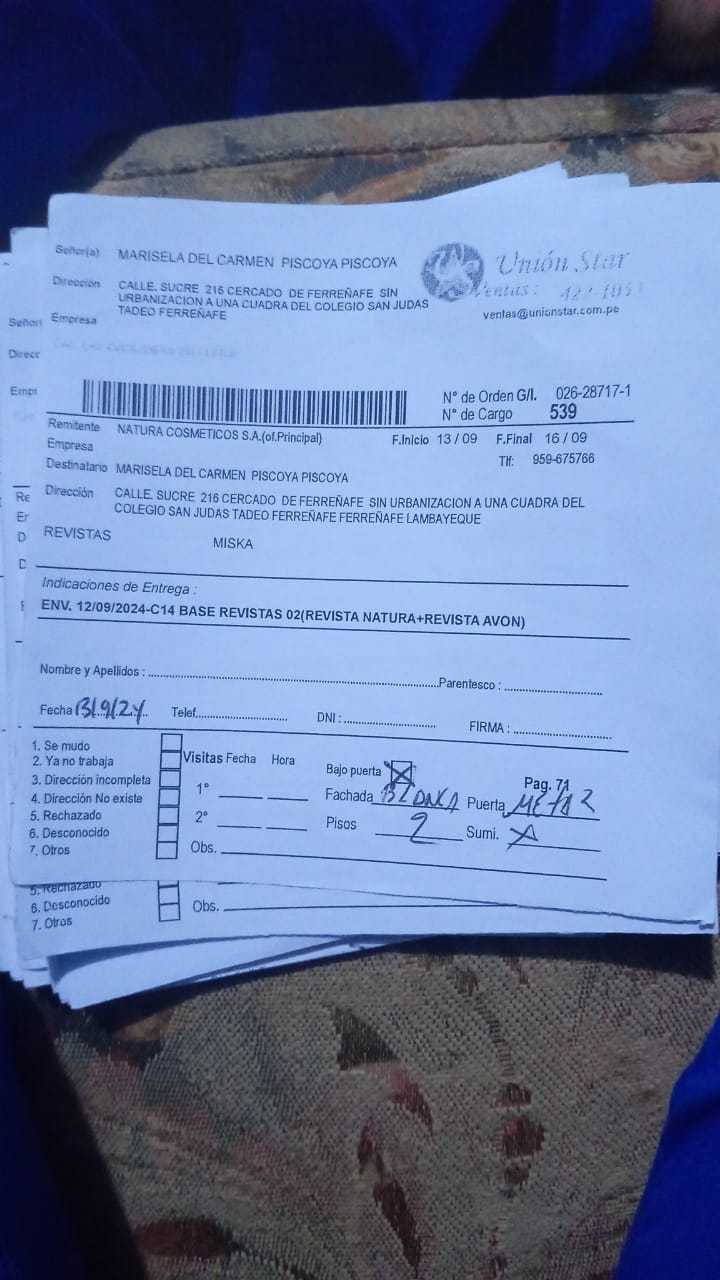 Señor(a) MARISELA DEL CARMEN PISCOYA PISCOYA
Unión Star
Ventas:
ventas@unionstar.com.pe
Dirección CALLE. SUCRE 216 CERCADO DE FERREÑAFE SIN
URBANIZACION A UNA CUADRA DEL COLEGIO SAN JUDAS
TADEO FERREÑAFE
Empresa
N° de Orden G/I. 026-28717-1
N° de Cargo 539
Remitente NATURA COSMETICOS S.A.(of.Principal) F.Inicio 13 / 09 F.Final 16 / 09
Empresa
Tlf: 959-675766
Destinatario MARISELA DEL CARMEN PISCOYA PISCOYA
Dirección CALLE. SUCRE 216 CERCADO DE FERREÑAFE SIN URBANIZACION A UNA CUADRA DEL
COLEGIO SAN JUDAS TADEO FERREÑAFE FERREÑAFE LAMBAYEQUE
REVISTAS MISKA
Indicaciones de Entrega :
ENV. 12/09/2024-C14 BASE REVISTAS 02(REVISTA NATURA+REVISTA AVON)
Nombre y Apellidos : Parentesco :
Fecha 13/9/24 Telef. DNI : FIRMA :
1. Se mudo
2. Ya no trabaja
3. Dirección incompleta
4. Dirección No existe
5. Rechazado
6. Desconocido
7. Otros
Visitas Fecha Hora
1°
2°
Obs.
Bajo puerta X
Pag. 71
Fachada BLANCA Puerta METAL
Pisos 2 Sumi. X
5. Rechazado
6. Desconocido
7. Otros
Obs.